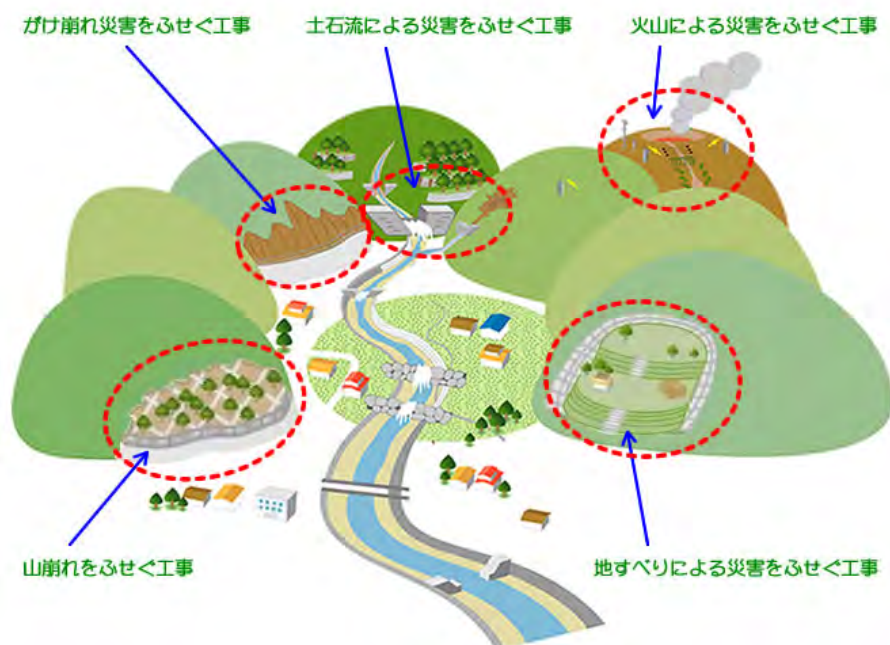 がけ崩れ災害をふせぐ工事
土石流による災害をふせぐ工事
火山による災害をふせぐ工事
山崩れをふせぐ工事
地すべりによる災害をふせぐ工事